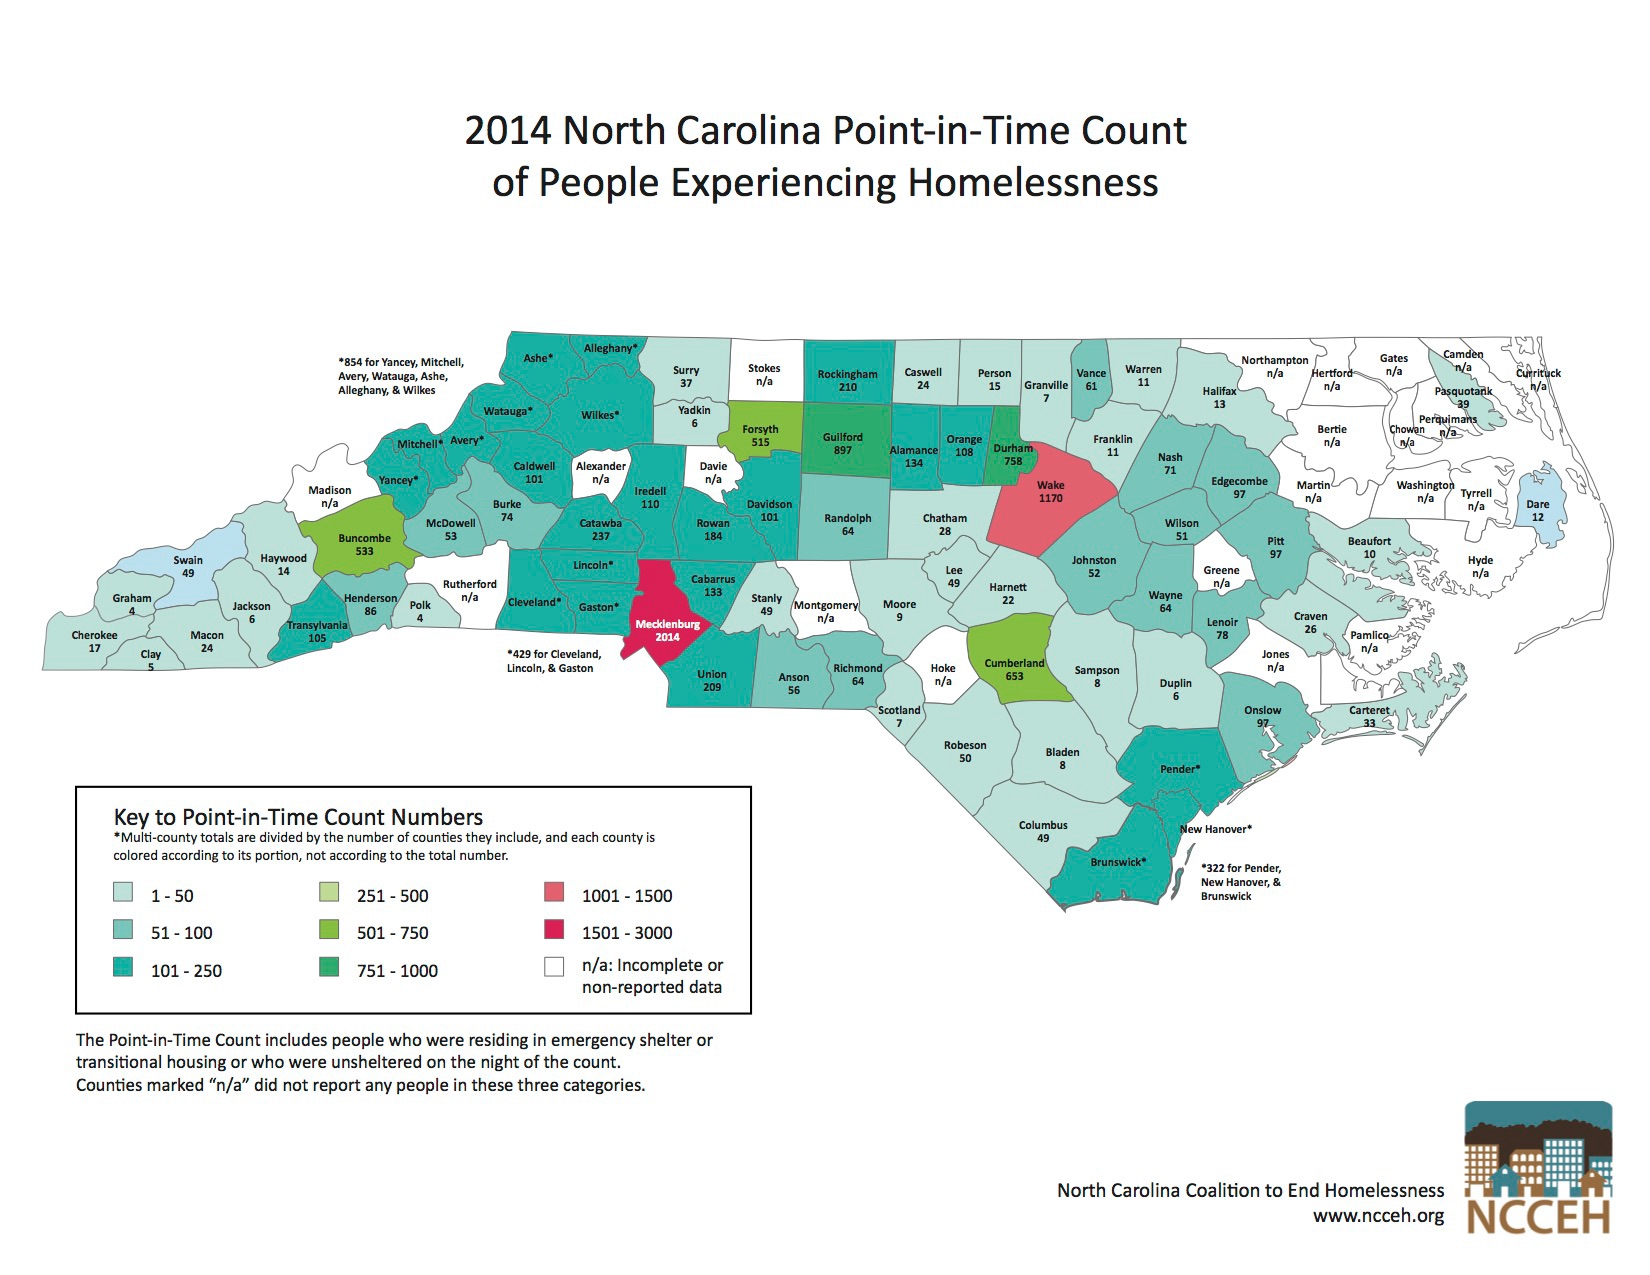 2014 North Carolina Point-in-Time Count
of People Experiencing Homelessness
*854 for Yancey, Mitchell,
Avery, Watauga, Ashe,
Alleghany, & Wilkes
Ashe*
Alleghany*
Surry
37
Stokes
n/a
Rockingham
210
Caswell
24
Person
15
Granville
7
Vance
61
Warren
11
Halifax
13
Northampton
n/a
Hertford
n/a
Gates
n/a
Camden
n/a
Currituck
n/a
Pasquotank
39
Perquimans
n/a
Chowan
n/a
Bertie
n/a
Watauga*
Wilkes*
Yadkin
6
Forsyth
515
Guilford
897
Alamance
134
Orange
108
Durham
758
Franklin
11
Nash
71
Edgecombe
97
Martin
n/a
Washington
n/a
Tyrrell
n/a
Dare
12
Mitchell*
Avery*
Yancey*
Caldwell
101
Alexander
n/a
Iredell
110
Davie
n/a
Davidson
101
Wake
1170
Madison
n/a
Buncombe
533
McDowell
53
Burke
74
Catawba
237
Rowan
184
Randolph
64
Chatham
28
Wilson
51
Pitt
97
Beaufort
10
Hyde
n/a
Swain
49
Haywood
14
Graham
4
Jackson
6
Cherokee
17
Clay
5
Macon
24
Transylvania
105
Henderson
86
Polk
4
Rutherford
n/a
Cleveland*
Lincoln*
Gaston*
Mecklenburg
2014
Cabarrus
133
Stanly
49
Montgomery
n/a
Moore
9
Lee
49
Harnett
22
Johnston
52
Wayne
64
Greene
n/a
Lenoir
78
Craven
26
Pamlico
n/a
Jones
n/a
*429 for Cleveland,
Lincoln, & Gaston
Union
209
Anson
56
Richmond
64
Scotland
7
Hoke
n/a
Cumberland
653
Sampson
8
Duplin
6
Onslow
97
Carteret
33
Robeson
50
Bladen
8
Pender*
Columbus
49
New Hanover*
Brunswick*
*322 for Pender,
New Hanover, &
Brunswick
Key to Point-in-Time Count Numbers
*Multi-county totals are divided by the number of counties they include, and each county is
colored according to its portion, not according to the total number.
1 - 50
251 - 500
1001 - 1500
51 - 100
501 - 750
1501 - 3000
101 - 250
751 - 1000
n/a: Incomplete or
non-reported data
The Point-in-Time Count includes people who were residing in emergency shelter or
transitional housing or who were unsheltered on the night of the count.
Counties marked “n/a” did not report any people in these three categories.
North Carolina Coalition to End Homelessness
www.ncceh.org
NCCEH